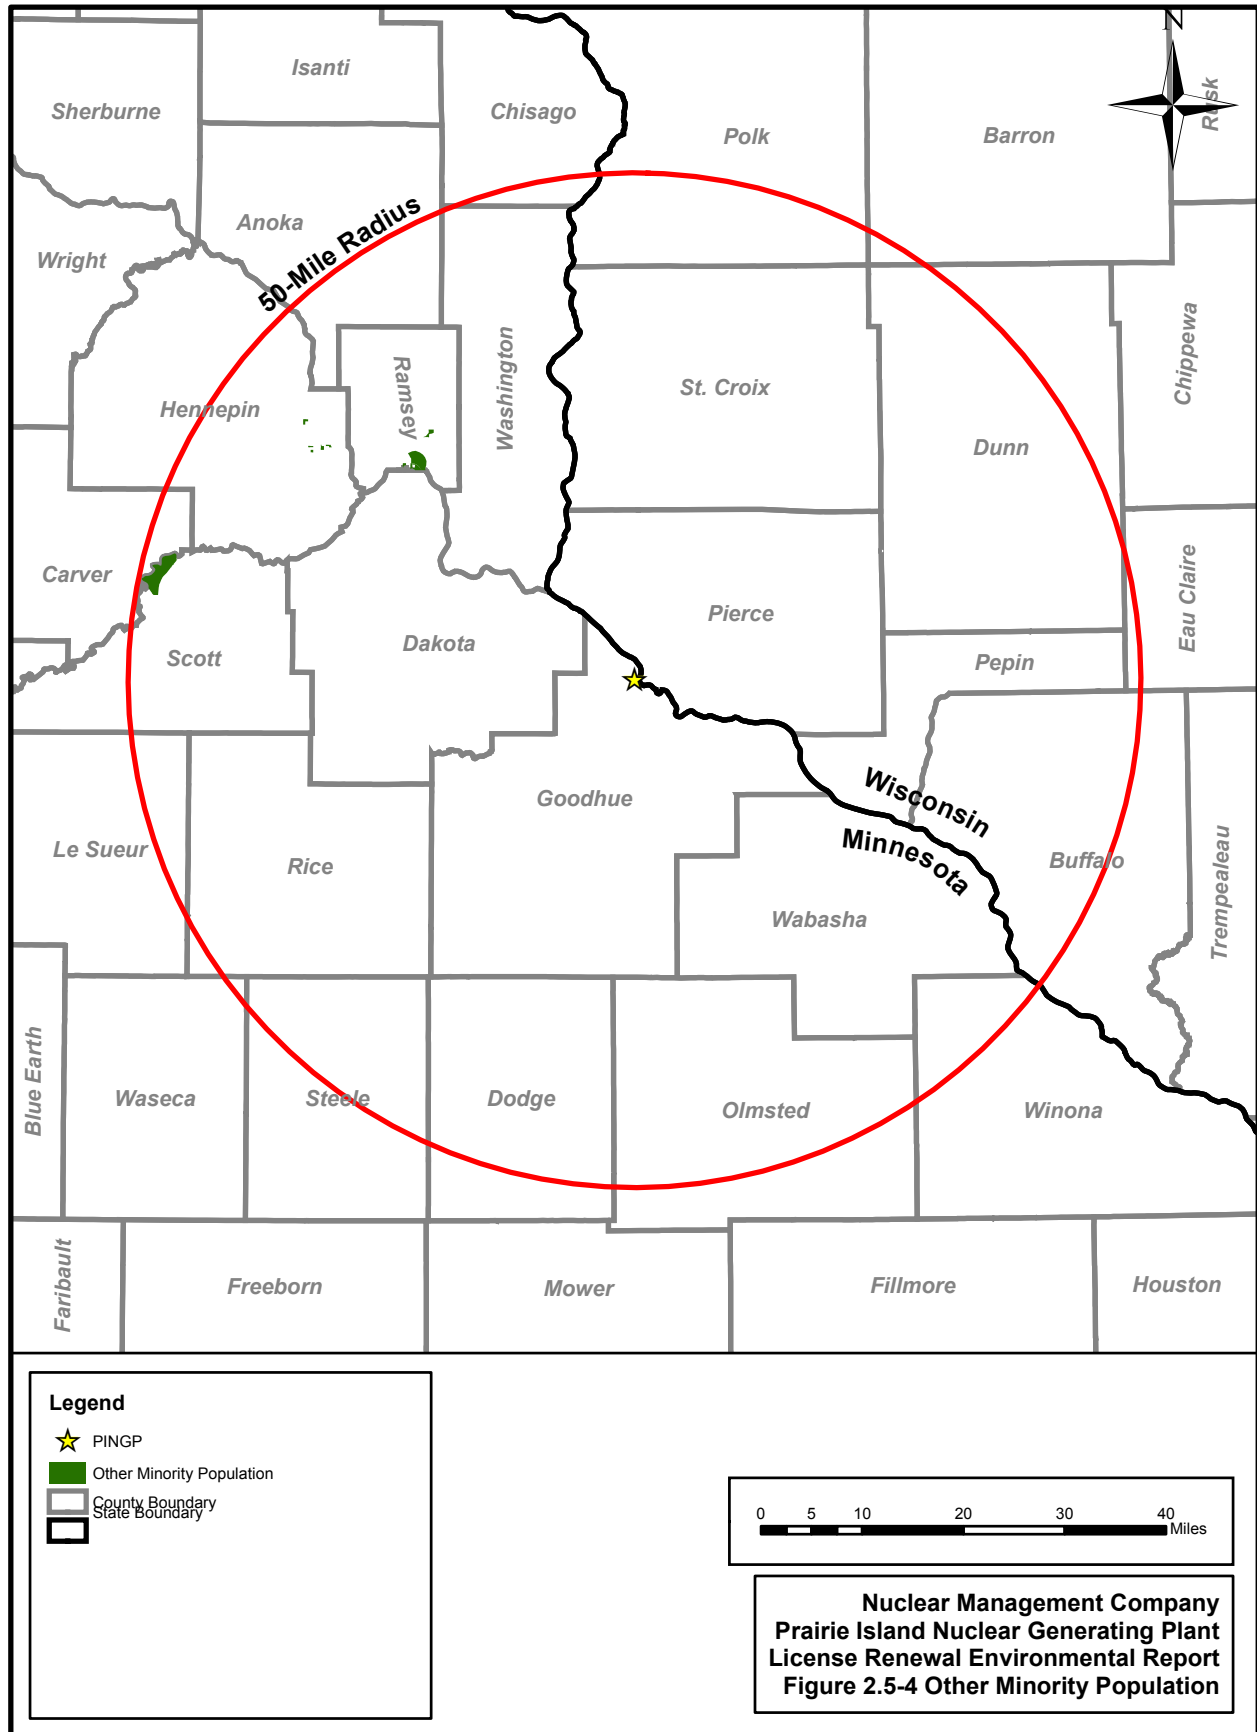 N
Isanti
Sherburne
Chisago
Polk
Barron
Rusk
Anoka
50-Mile Radius
Wright
Chippewa
Washington
Ramsey
St. Croix
Hennepin
Dunn
Carver
Eau Claire
Pierce
Dakota
Scott
Pepin
Goodhue
Wisconsin
Minnesota
Le Sueur
Rice
Buffalo
Trempealeau
Wabasha
Blue Earth
Waseca
Steele
Dodge
Olmsted
Winona
Faribault
Freeborn
Mower
Fillmore
Houston
Legend
PINGP
Other Minority Population
County Boundary
State Boundary
0 5 10 20 30 40
Miles
Nuclear Management Company
Prairie Island Nuclear Generating Plant
License Renewal Environmental Report
Figure 2.5-4 Other Minority Population